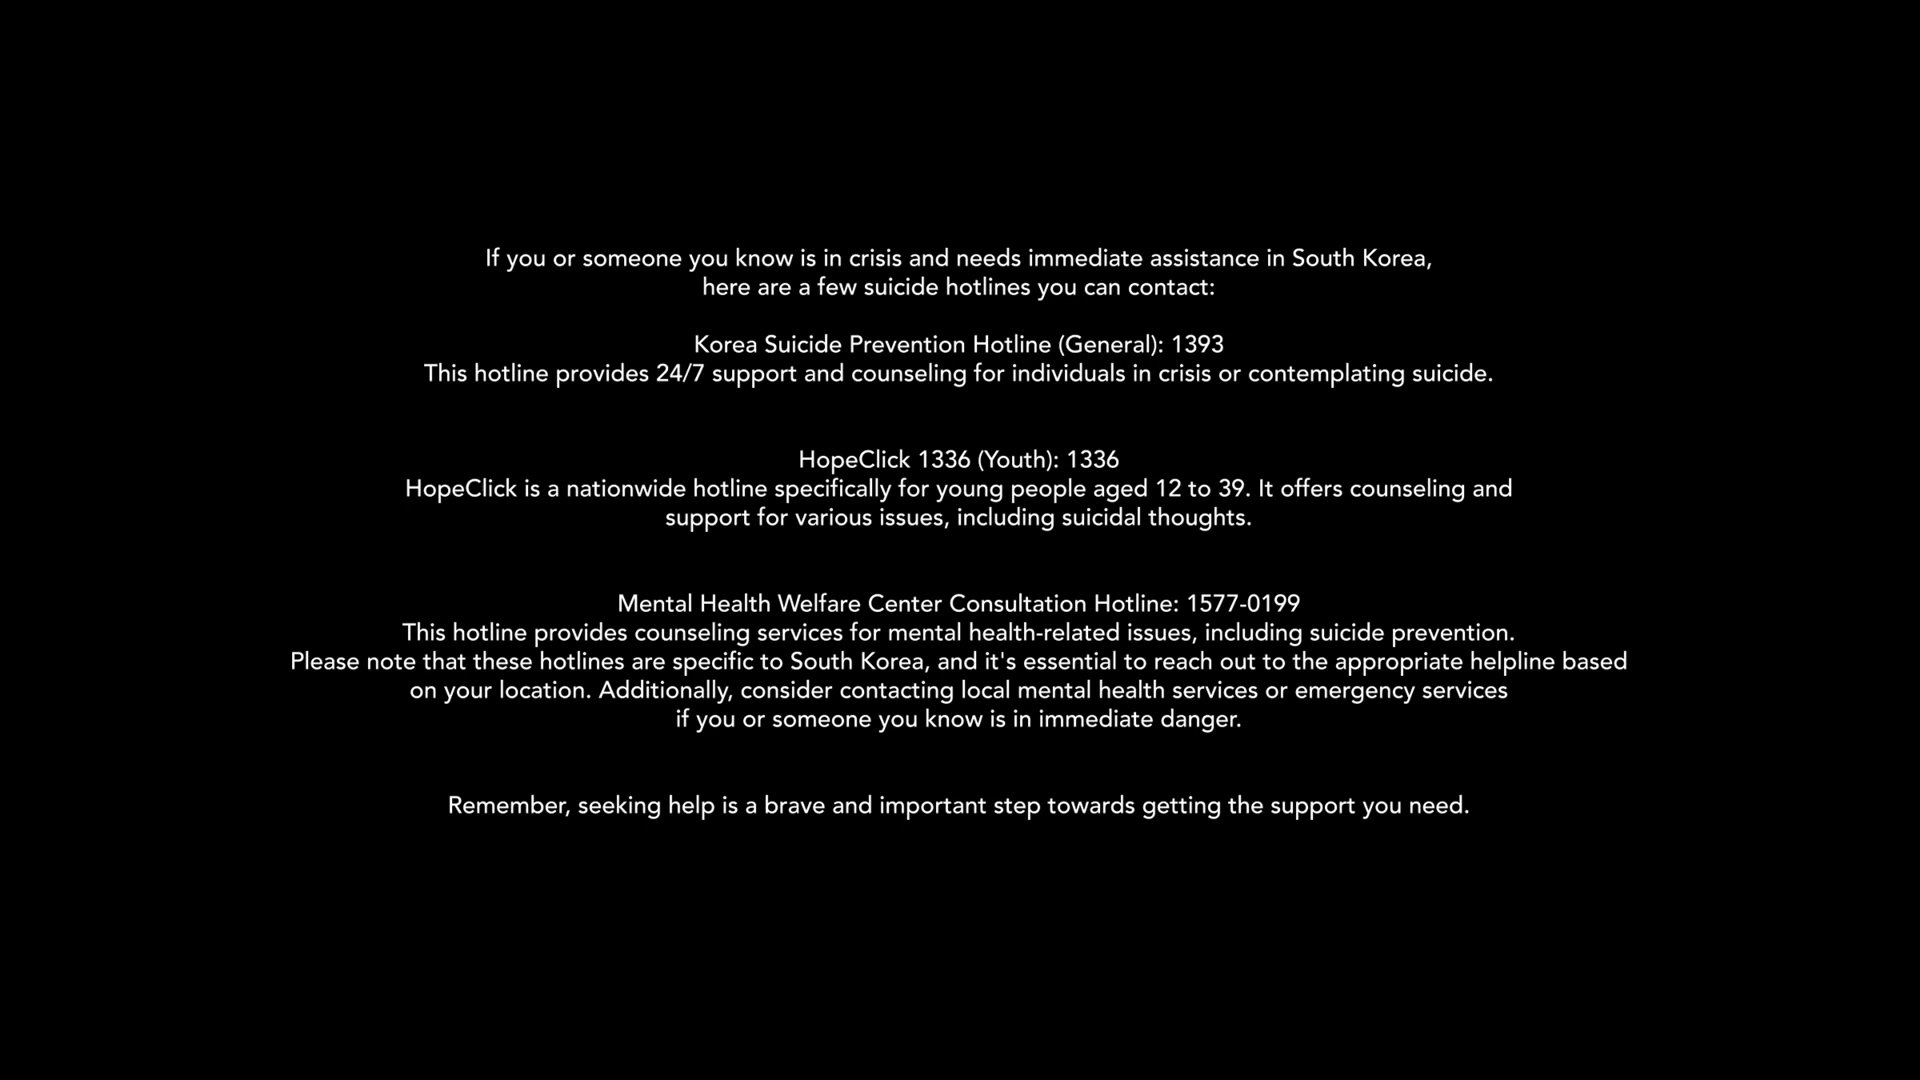 If you or someone you know is in crisis and needs immediate assistance in South Korea,
here are a few suicide hotlines you can contact:
Korea Suicide Prevention Hotline (General): 1393
This hotline provides 24/7 support and counseling for individuals in crisis or contemplating suicide.
HopeClick 1336 (Youth): 1336
HopeClick is a nationwide hotline specifically for young people aged 12 to 39. It offers counseling and
support for various issues, including suicidal thoughts.
Mental Health Welfare Center Consultation Hotline: 1577-0199
This hotline provides counseling services for mental health-related issues, including suicide prevention.
Please note that these hotlines are specific to South Korea, and it's essential to reach out to the appropriate helpline based
on your location. Additionally, consider contacting local mental health services or emergency services
if you or someone you know is in immediate danger.
Remember, seeking help is a brave and important step towards getting the support you need.